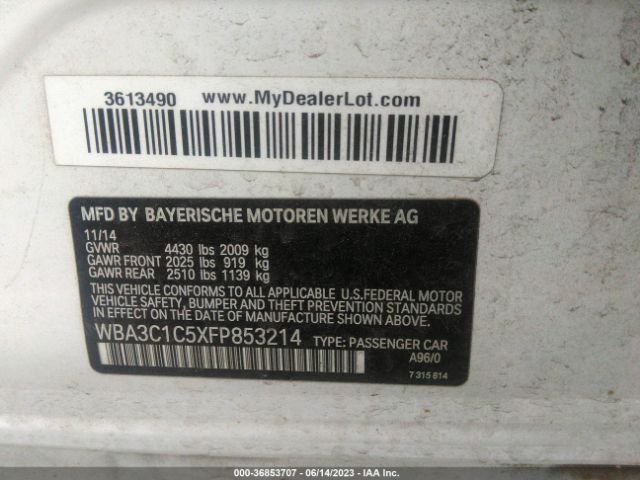 3613490 www.MyDealerLot.com
MFD BY BAYERISCHE MOTOREN WERKE AG
11/14
GVWR 4430 lbs 2009 kg
GAWR FRONT 2025 lbs 919 kg
GAWR REAR 2510 lbs 1139 kg
THIS VEHICLE CONFORMS TO ALL APPLICABLE U.S.FEDERAL MOTOR
VEHICLE SAFETY, BUMPER AND THEFT PREVENTION STANDARDS
IN EFFECT ON THE DATE OF MANUFACTURE SHOWN ABOVE.
WBA3C1C5XFP853214 TYPE: PASSENGER CAR
A96/0
7 315 814
000-36853707 - 06/14/2023 - IAA Inc.